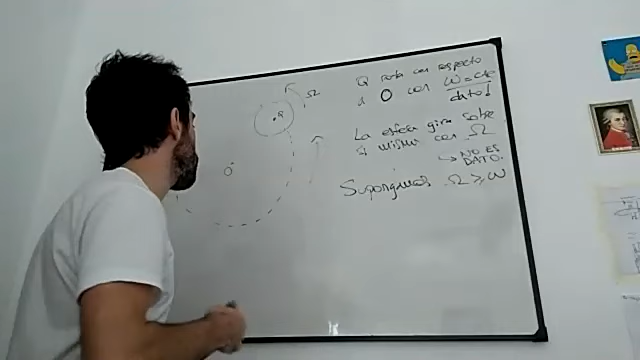 Ω
Q rota con respecto
a O con ω=cte
dato!
Q
La esfera gira sobre
sí misma con Ω
↳ NO ES
DATO.
O
Supongamos Ω ≥ ω